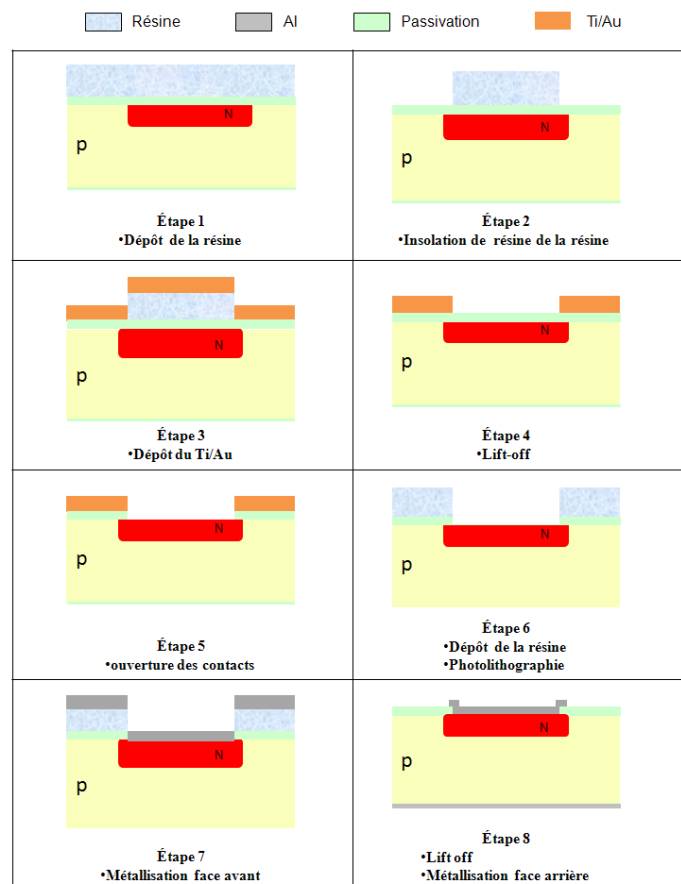 Résine Al Passivation Ti/Au
N
p
Étape 1
•Dépôt de la résine
N
p
Étape 2
•Insolation de résine de la résine
N
p
Étape 3
•Dépôt du Ti/Au
N
p
Étape 4
•Lift-off
N
p
Étape 5
•ouverture des contacts
N
p
Étape 6
•Dépôt de la résine
•Photolithographie
N
p
Étape 7
•Métallisation face avant
N
p
Étape 8
•Lift off
•Métallisation face arrière